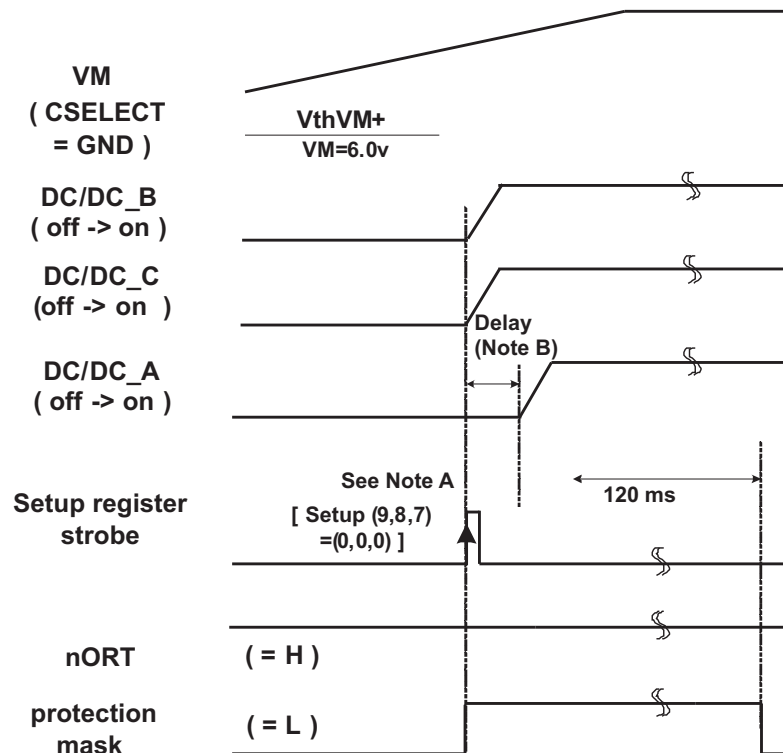 VM
( CSELECT
= GND )
VthVM+
VM=6.0v
DC/DC_B
( off -> on )
DC/DC_C
(off -> on )
Delay
(Note B)
DC/DC_A
( off -> on )
See Note A
120 ms
Setup register
strobe
[ Setup (9,8,7)
=(0,0,0) ]
nORT
( = H )
protection
mask
( = L )